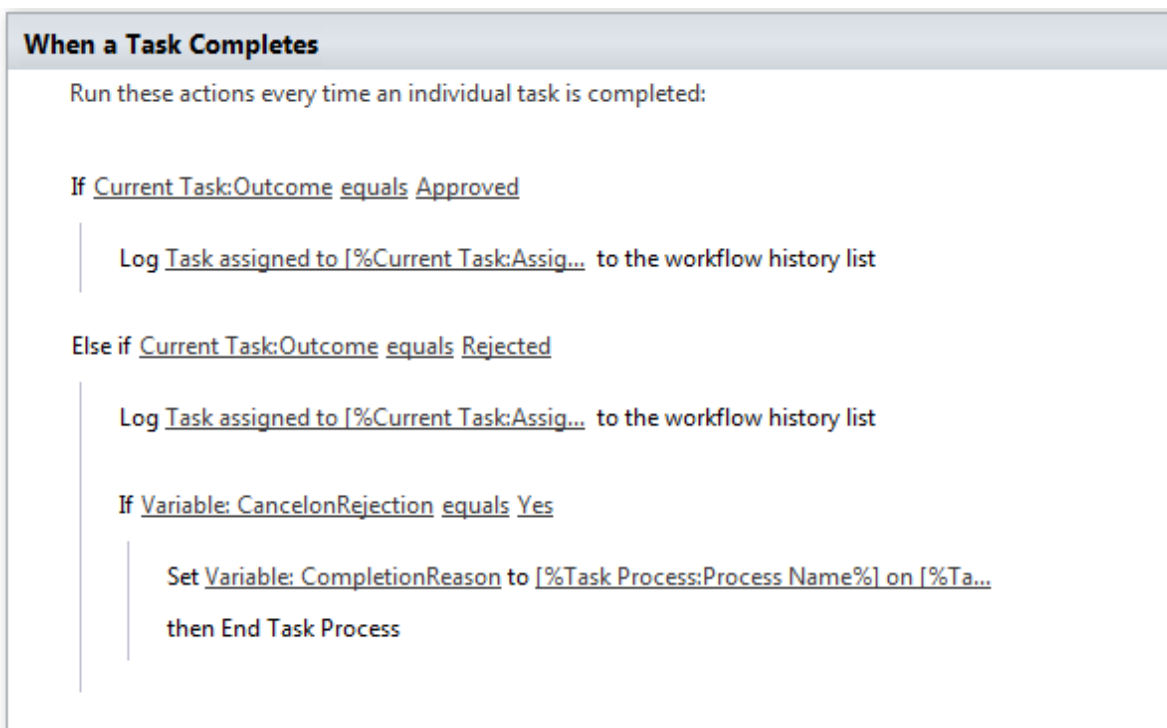 When a Task Completes
Run these actions every time an individual task is completed:
If Current Task:Outcome equals Approved
Log Task assigned to [%Current Task:Assig... to the workflow history list
Else if Current Task:Outcome equals Rejected
Log Task assigned to [%Current Task:Assig... to the workflow history list
If Variable: CancelonRejection equals Yes
Set Variable: CompletionReason to [%Task Process:Process Name%] on [%Ta...
then End Task Process